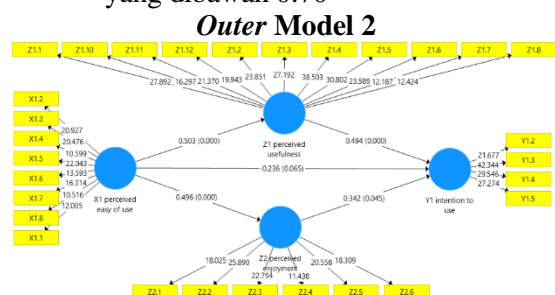 yang dibawah 0.70
Outer Model 2
Z1.1 Z1.10 Z1.11 Z1.12 Z1.2 Z1.3 Z1.4 Z1.5 Z1.6 Z1.7 Z1.8
27.892 16.297 21.370 19.943 23.851 27.192 38.503 30.802 23.589 12.187 12.424
X1.2
X1.3
X1.4
X1.5
X1.6
X1.7
X1.8
X1.1
20.927
20.476
10.599
22.043
13.593
16.314
10.516
12.005
X1 perceived
easy of use
0.503 (0.000)
Z1 perceived
usefulness
0.494 (0.000)
0.236 (0.065)
0.496 (0.000)
0.342 (0.045)
Y1 intention to
use
21.677
42.344
29.546
27.274
Y1.2
Y1.3
Y1.4
Y1.5
Z2 perceived
enjoyment
18.025 25.890 22.794 11.438 20.558 18.309
Z2.1 Z2.2 Z2.3 Z2.4 Z2.5 Z2.6